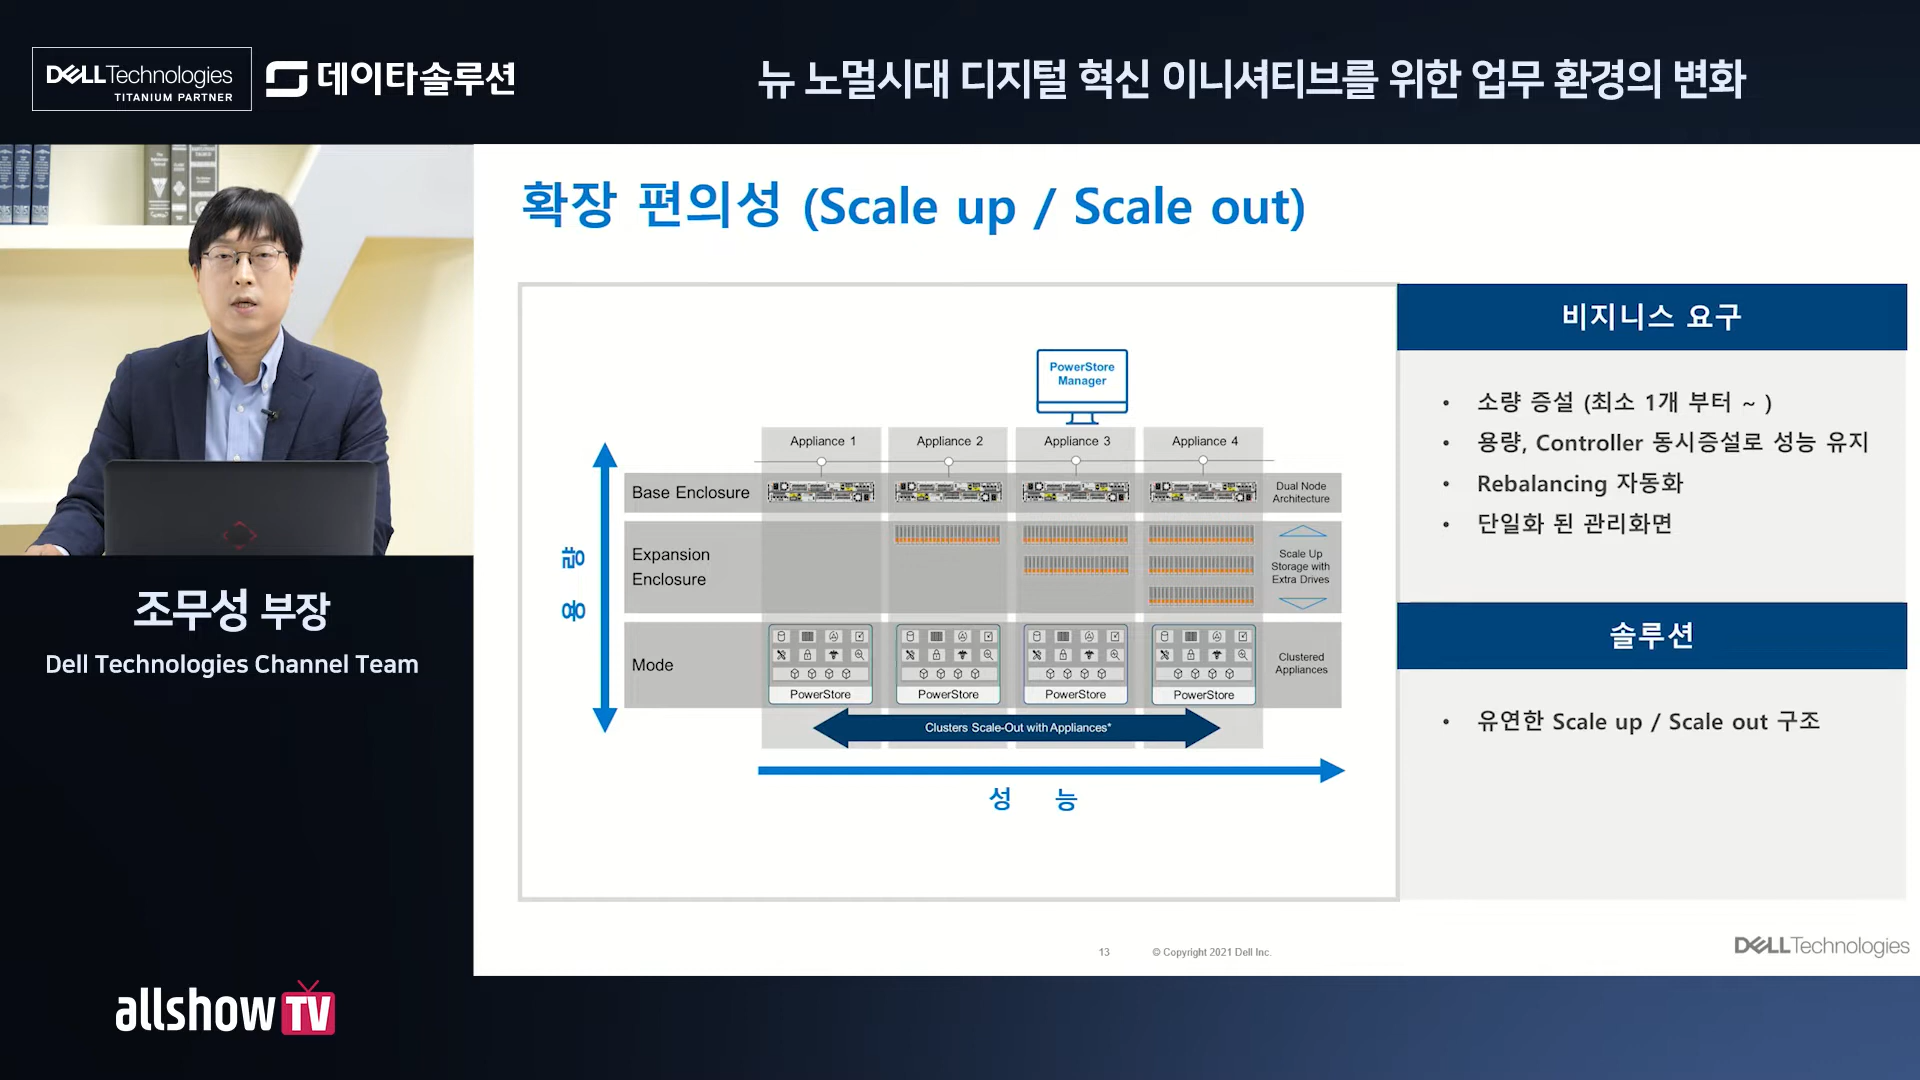 DELLTechnologies
TITANIUM PARTNER
데이타솔루션
뉴 노멀시대 디지털 혁신 이니셔티브를 위한 업무 환경의 변화
조무성 부장
Dell Technologies Channel Team
allshowTV
확장 편의성 (Scale up / Scale out)
PowerStore
Manager
Appliance 1
Appliance 2
Appliance 3
Appliance 4
Base Enclosure
Dual Node
Architecture
Expansion
Enclosure
Scale Up
Storage with
Extra Drives
Mode
PowerStore
PowerStore
PowerStore
PowerStore
Clustered
Appliances
Clusters Scale-Out with Appliances*
용 량
성 능
비지니스 요구
• 소량 증설 (최소 1개 부터 ~ )
• 용량, Controller 동시증설로 성능 유지
• Rebalancing 자동화
• 단일화 된 관리화면
솔루션
• 유연한 Scale up / Scale out 구조
13
© Copyright 2021 Dell Inc.
DELLTechnologies